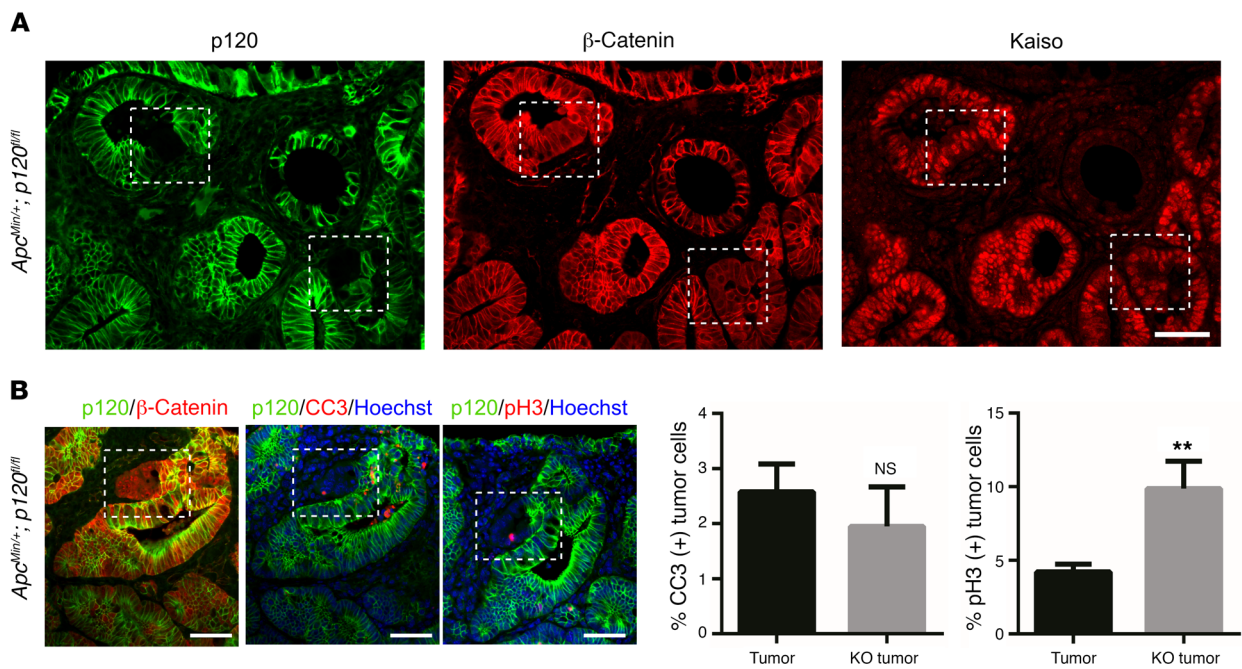 A
p120
β-Catenin
Kaiso
Apc^Min/+; p120^fl/fl
B
p120/β-Catenin
p120/CC3/Hoechst
p120/pH3/Hoechst
Apc^Min/+; p120^fl/fl
% CC3 (+) tumor cells
4
3
2
1
0
NS
Tumor
KO tumor
% pH3 (+) tumor cells
15
10
5
0
**
Tumor
KO tumor